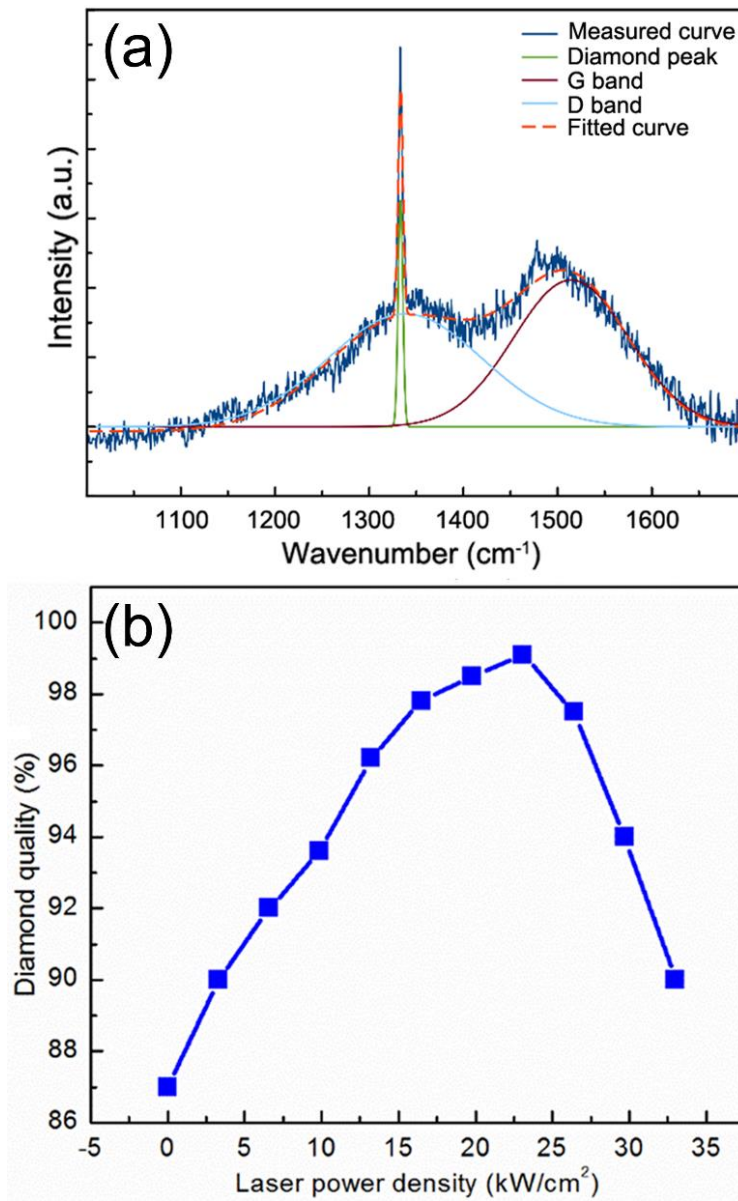 (a)
Measured curve
Diamond peak
G band
D band
Fitted curve
Intensity (a.u.)
1100 1200 1300 1400 1500 1600
Wavenumber (cm⁻¹)
(b)
100
98
96
94
92
90
88
86
Diamond quality (%)
-5 0 5 10 15 20 25 30 35
Laser power density (kW/cm²)